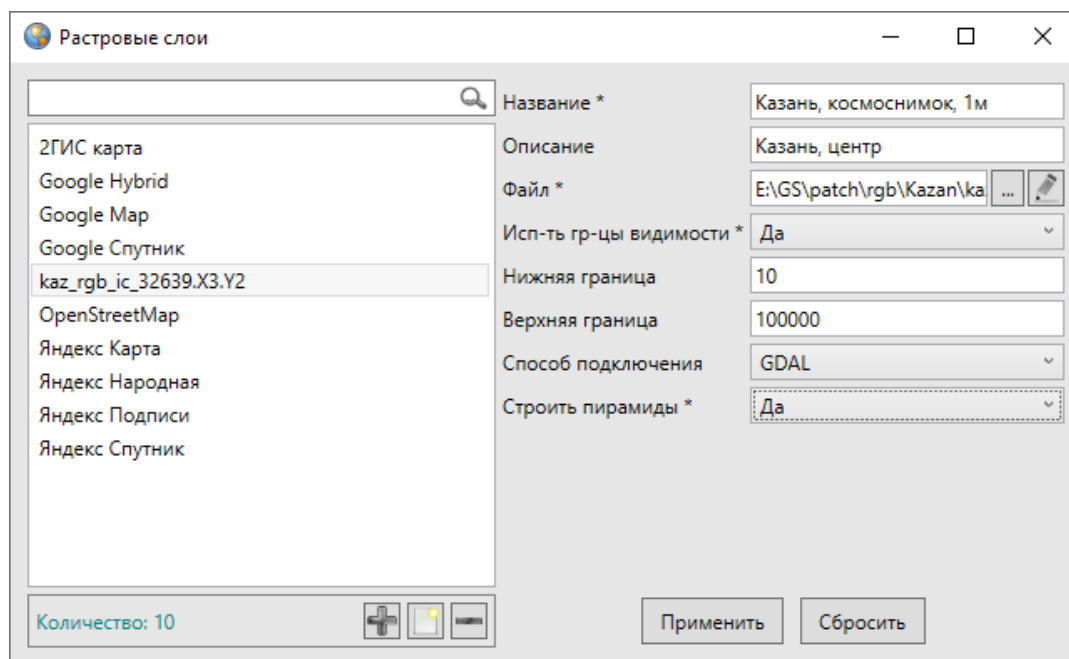 Растровые слои
2ГИС карта
Google Hybrid
Google Map
Google Спутник
kaz_rgb_ic_32639.X3.Y2
OpenStreetMap
Яндекс Карта
Яндекс Народная
Яндекс Подписи
Яндекс Спутник
Количество: 10
Название * Казань, космоснимок, 1м
Описание Казань, центр
Файл * E:\GS\patch\rgb\Kazan\ka ...
Исп-ть гр-цы видимости * Да
Нижняя граница 10
Верхняя граница 100000
Способ подключения GDAL
Строить пирамиды * Да
Применить Сбросить